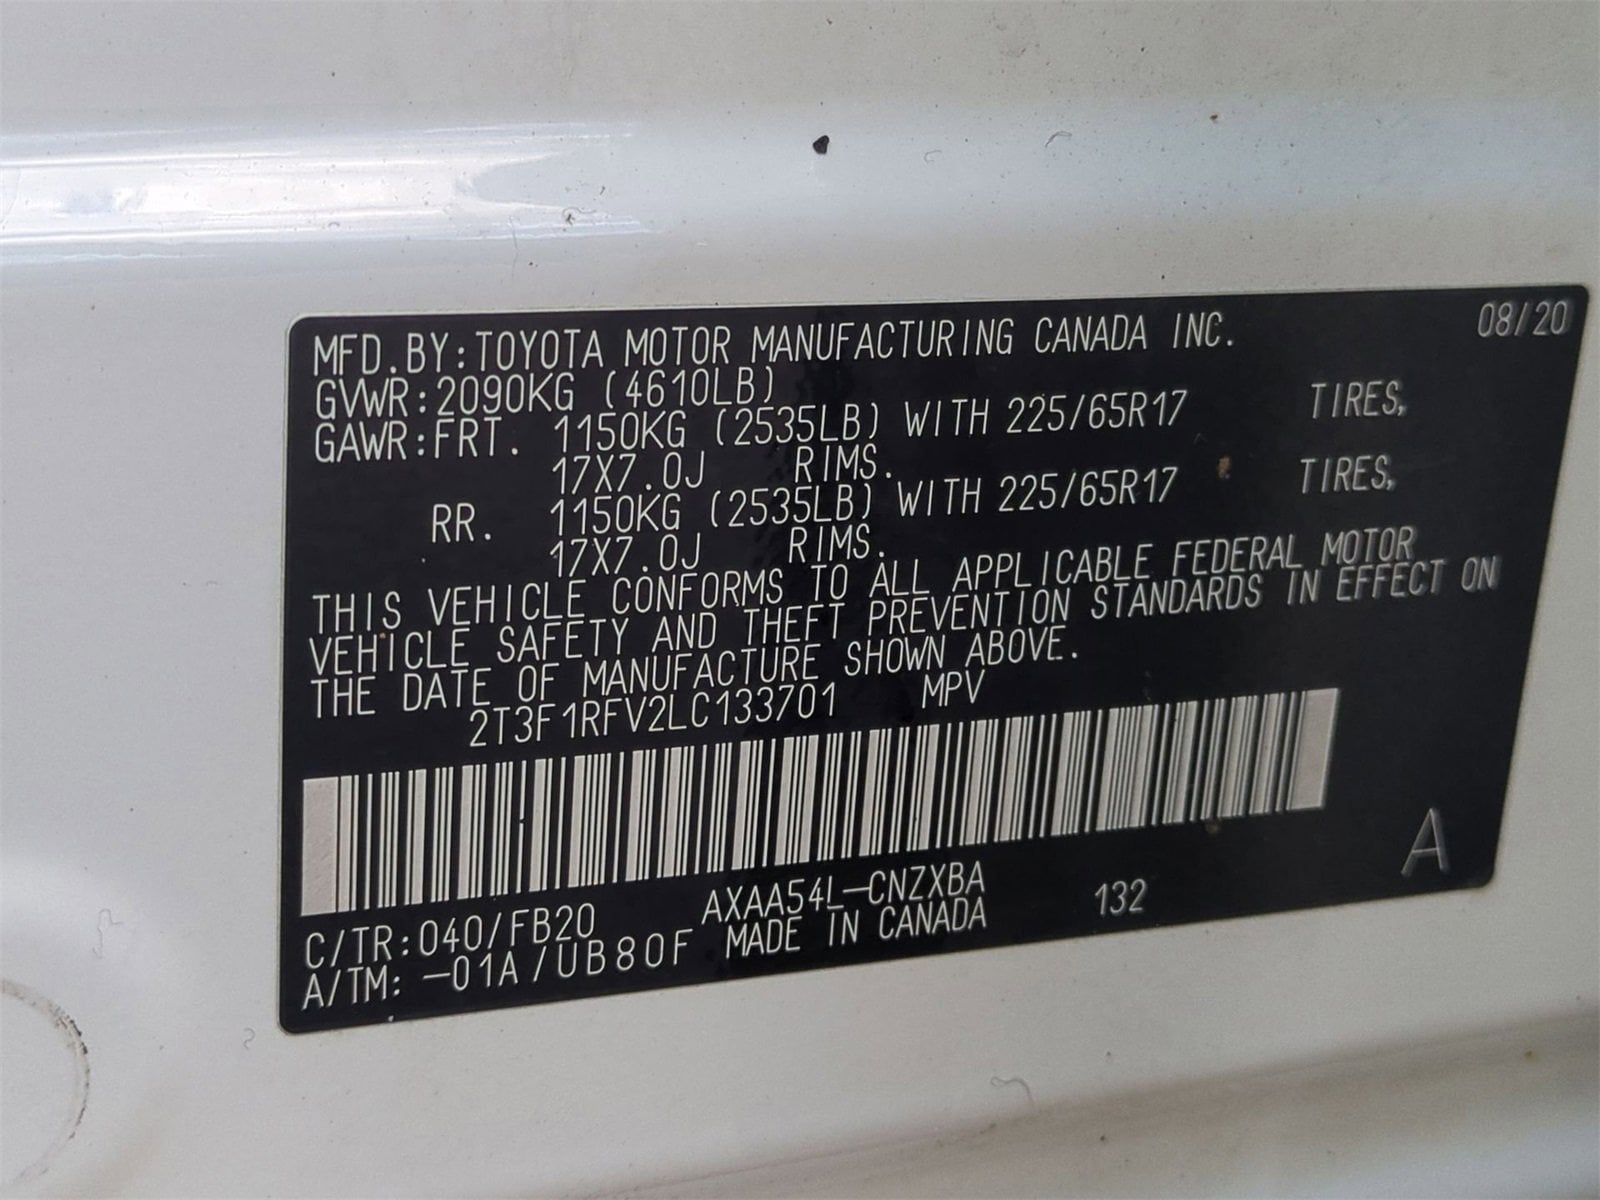 08/20
MFD.BY:TOYOTA MOTOR MANUFACTURING CANADA INC.
GVWR:2090KG (4610LB)
GAWR:FRT. 1150KG (2535LB) WITH 225/65R17 TIRES,
17X7.0J RIMS.
RR. 1150KG (2535LB) WITH 225/65R17 TIRES,
17X7.0J RIMS.
THIS VEHICLE CONFORMS TO ALL APPLICABLE FEDERAL MOTOR
VEHICLE SAFETY AND THEFT PREVENTION STANDARDS IN EFFECT ON
THE DATE OF MANUFACTURE SHOWN ABOVE.
2T3F1RFV2LC133701 MPV
A
C/TR:040/FB20 AXAA54L-CNZXBA 132
A/TM: -01A/UB80F MADE IN CANADA